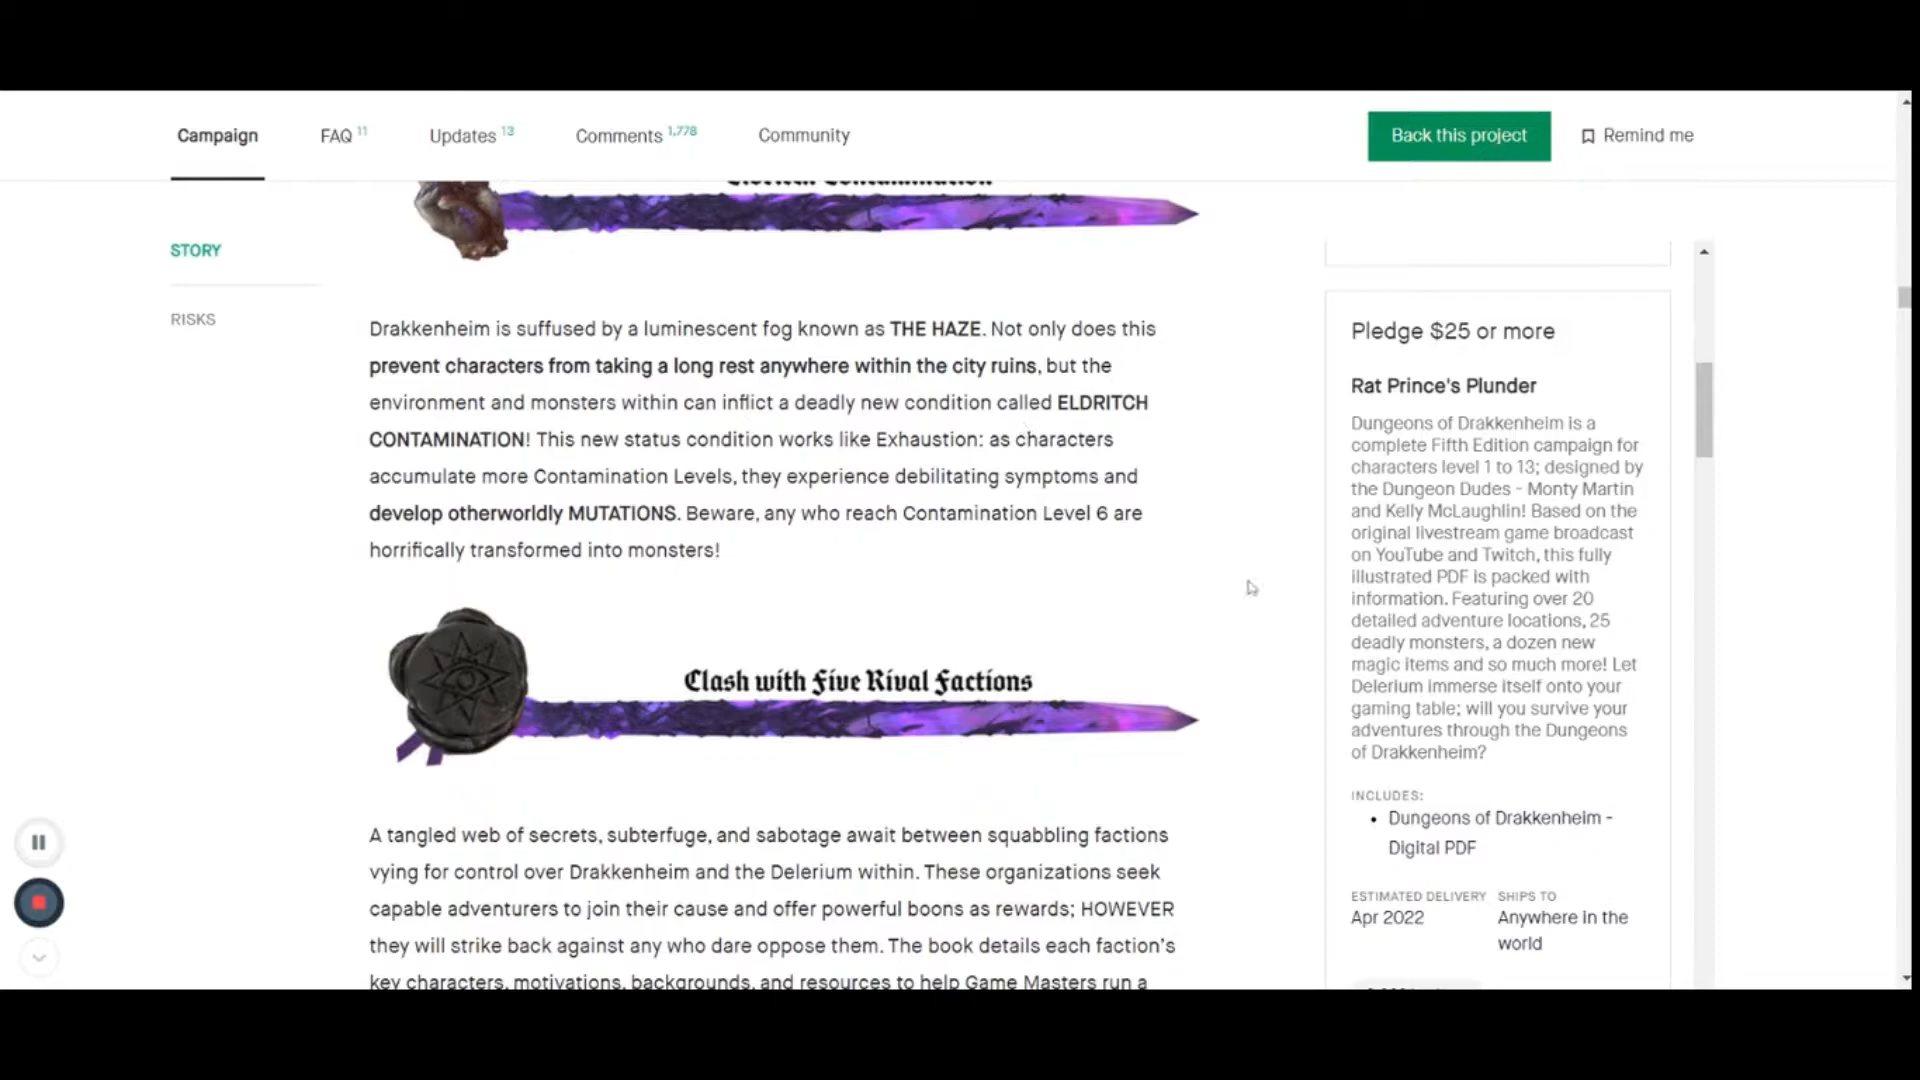 Campaign
FAQ 11
Updates 13
Comments 1,778
Community
Back this project
Remind me
STORY
RISKS
Drakkenheim is suffused by a luminescent fog known as THE HAZE. Not only does this
prevent characters from taking a long rest anywhere within the city ruins, but the
environment and monsters within can inflict a deadly new condition called ELDRITCH
CONTAMINATION! This new status condition works like Exhaustion: as characters
accumulate more Contamination Levels, they experience debilitating symptoms and
develop otherworldly MUTATIONS. Beware, any who reach Contamination Level 6 are
horrifically transformed into monsters!
Clash with Five Rival Factions
A tangled web of secrets, subterfuge, and sabotage await between squabbling factions
vying for control over Drakkenheim and the Delerium within. These organizations seek
capable adventurers to join their cause and offer powerful boons as rewards; HOWEVER
they will strike back against any who dare oppose them. The book details each faction's
key characters, motivations, backgrounds, and resources to help Game Masters run a
Pledge $25 or more
Rat Prince's Plunder
Dungeons of Drakkenheim is a
complete Fifth Edition campaign for
characters level 1 to 13; designed by
the Dungeon Dudes - Monty Martin
and Kelly McLaughlin! Based on the
original livestream game broadcast
on YouTube and Twitch, this fully
illustrated PDF is packed with
information. Featuring over 20
detailed adventure locations, 25
deadly monsters, a dozen new
magic items and so much more! Let
Delerium immerse itself onto your
gaming table; will you survive your
adventures through the Dungeons
of Drakkenheim?
INCLUDES:
• Dungeons of Drakkenheim -
Digital PDF
ESTIMATED DELIVERY
Apr 2022
SHIPS TO
Anywhere in the
world